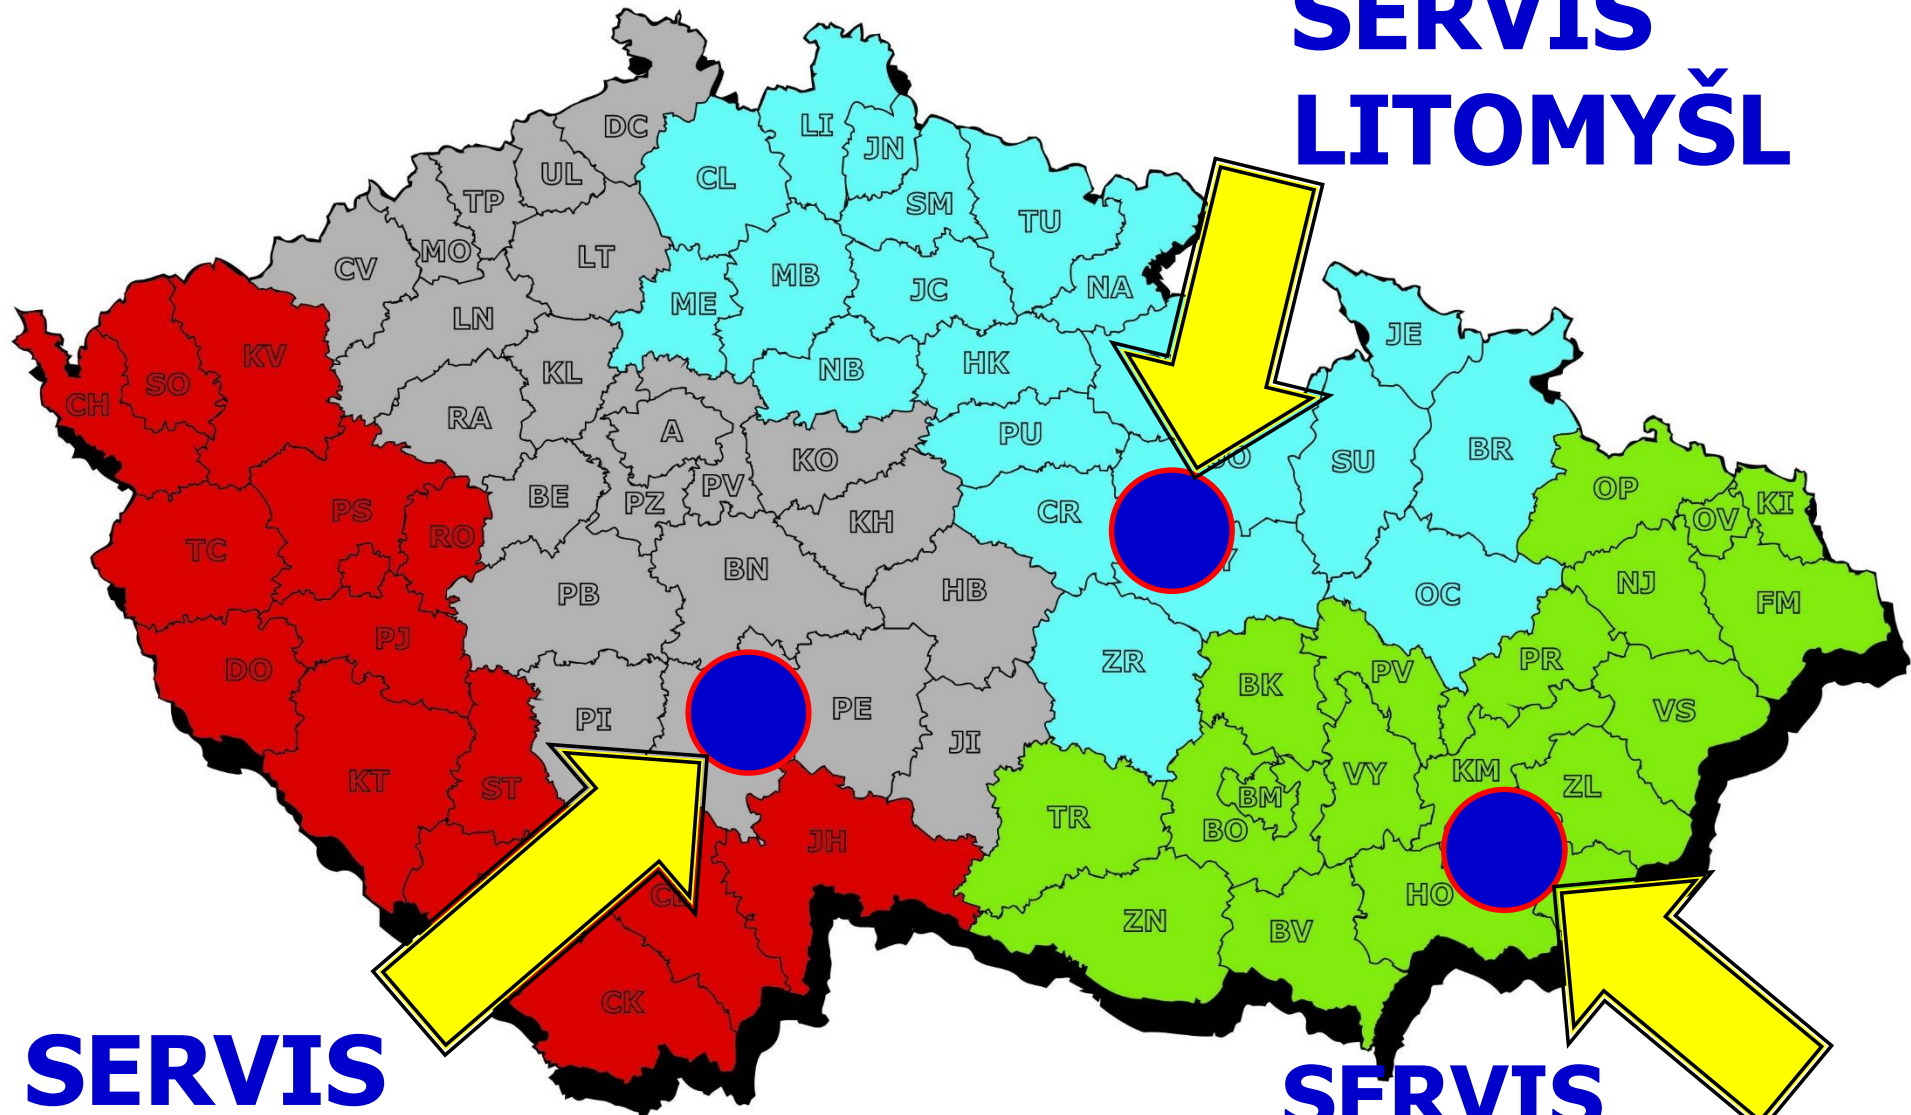 SERVIS
LITOMYŠL
DC
LI
JN
UL
CL
TP
SM
TU
MO
LT
CV
MB
JC
NA
ME
LN
JE
KV
HK
NB
KL
SO
CH
RA
A
PU
KO
BR
SU
PS
BE
PZ
PV
KH
CR
OP
KI
OV
RO
TC
BN
HB
PB
OC
NJ
FM
PJ
DO
ZR
PR
PV
BK
PE
PI
VS
JI
KT
ST
VY
KM
ZL
BM
TR
BO
JH
HO
ZN
BV
CK
SERVIS
SERVIS